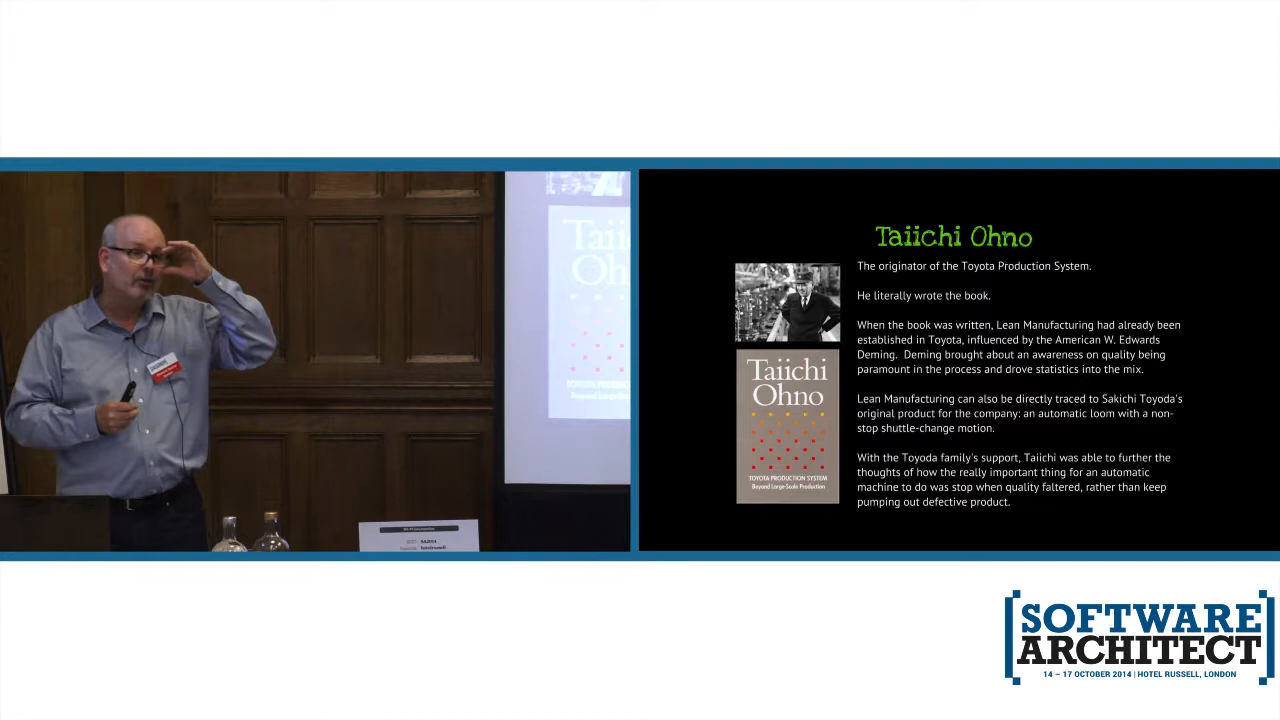 Taii
Oh
Taiichi Ohno
The originator of the Toyota Production System.
He literally wrote the book.
When the book was written, Lean Manufacturing had already been
established in Toyota, influenced by the American W. Edwards
Deming. Deming brought about an awareness on quality being
paramount in the process and drove statistics into the mix.
Lean Manufacturing can also be directly traced to Sakichi Toyoda's
original product for the company: an automatic loom with a non-
stop shuttle-change motion.
With the Toyoda family's support, Taiichi was able to further the
thoughts of how the really important thing for an automatic
machine to do was stop when quality faltered, rather than keep
pumping out defective product.
Taiichi
Ohno
TOYOTA PRODUCTION SYSTEM
Beyond Large-Scale Production
[SOFTWARE
ARCHITECT]
14 – 17 OCTOBER 2014 | HOTEL RUSSELL, LONDON